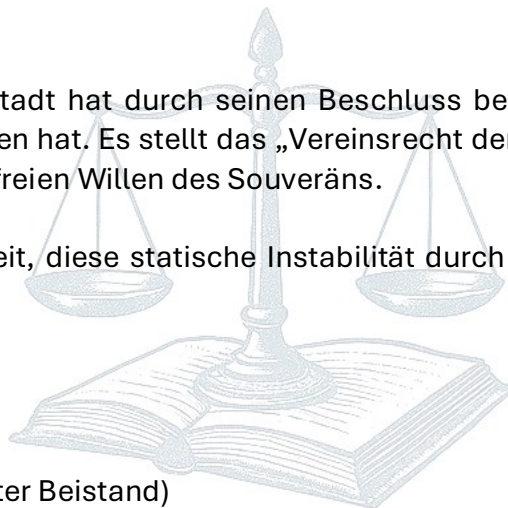 tadt hat durch seinen Beschluss be
en hat. Es stellt das „Vereinsrecht der
freien Willen des Souveräns.
eit, diese statische Instabilität durch
ter Beistand)